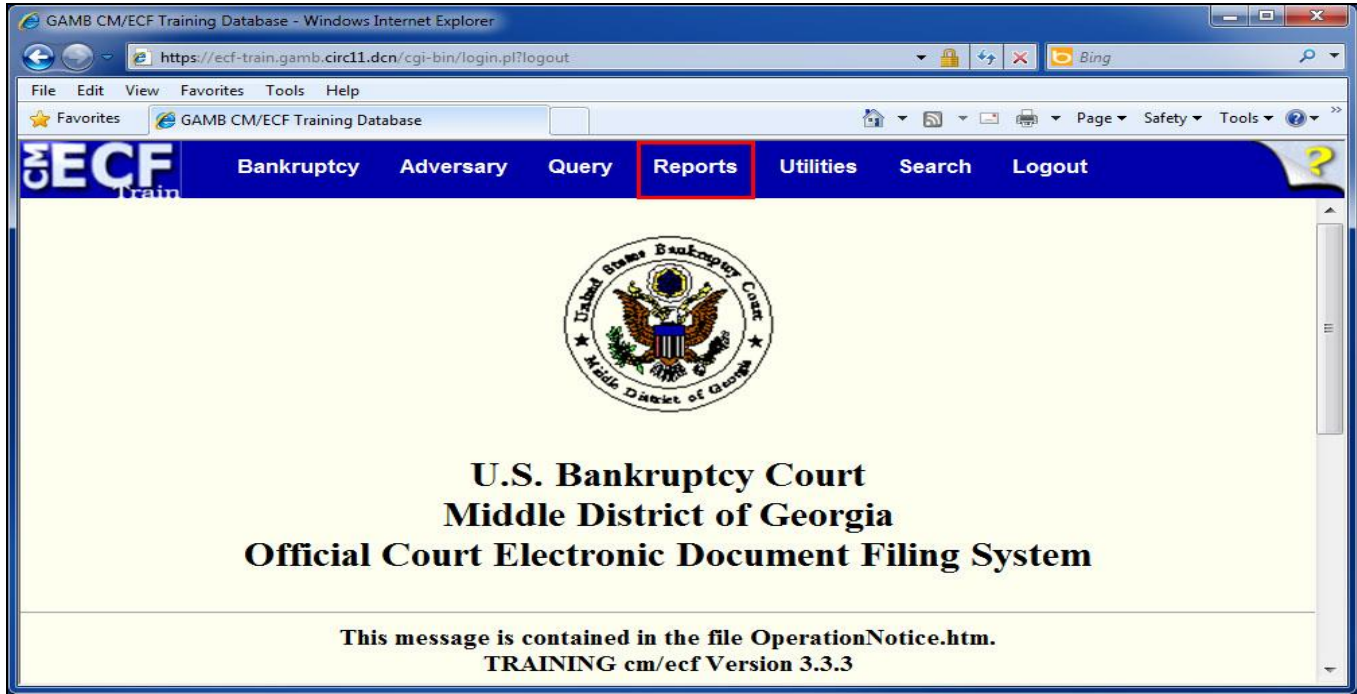 GAMB CM/ECF Training Database - Windows Internet Explorer
https://ecf-train.gamb.circ11.dcn/cgi-bin/login.pl?logout
Bing
File Edit View Favorites Tools Help
Favorites GAMB CM/ECF Training Database Page Safety Tools
CM ECF Train Bankruptcy Adversary Query Reports Utilities Search Logout ?
United States Bankruptcy Court
Middle District of Georgia
U.S. Bankruptcy Court
Middle District of Georgia
Official Court Electronic Document Filing System
This message is contained in the file OperationNotice.htm.
TRAINING cm/ecf Version 3.3.3